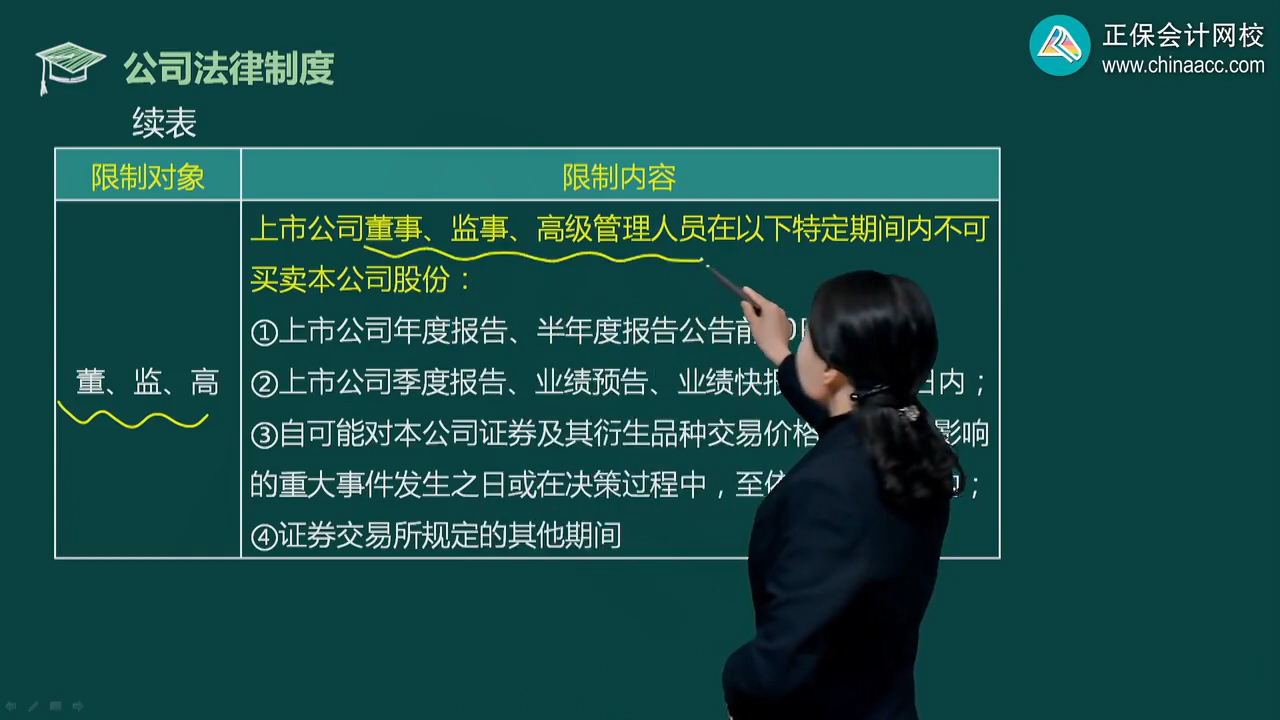 正保会计网校
www.chinaacc.com
公司法律制度
续表
限制对象
限制内容
董、监、高
上市公司董事、监事、高级管理人员在以下特定期间内不可
买卖本公司股份：
①上市公司年度报告、半年度报告公告前
②上市公司季度报告、业绩预告、业绩快报 日内；
③自可能对本公司证券及其衍生品种交易价格 影响
的重大事件发生之日或在决策过程中，至依 ；
④证券交易所规定的其他期间